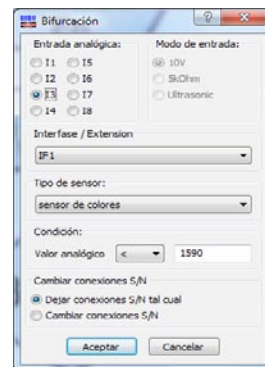 Bifurcación
Entrada analógica:
I1 I5
I2 I6
I3 I7
I4 I8
Modo de entrada:
10V
5kOhm
Ultrasonic
Interfase / Extension
IF1
Tipo de sensor:
sensor de colores
Condición:
Valor analógico < 1590
Cambiar conexiones S/N
Dejar conexiones S/N tal cual
Cambiar conexiones S/N
Aceptar Cancelar